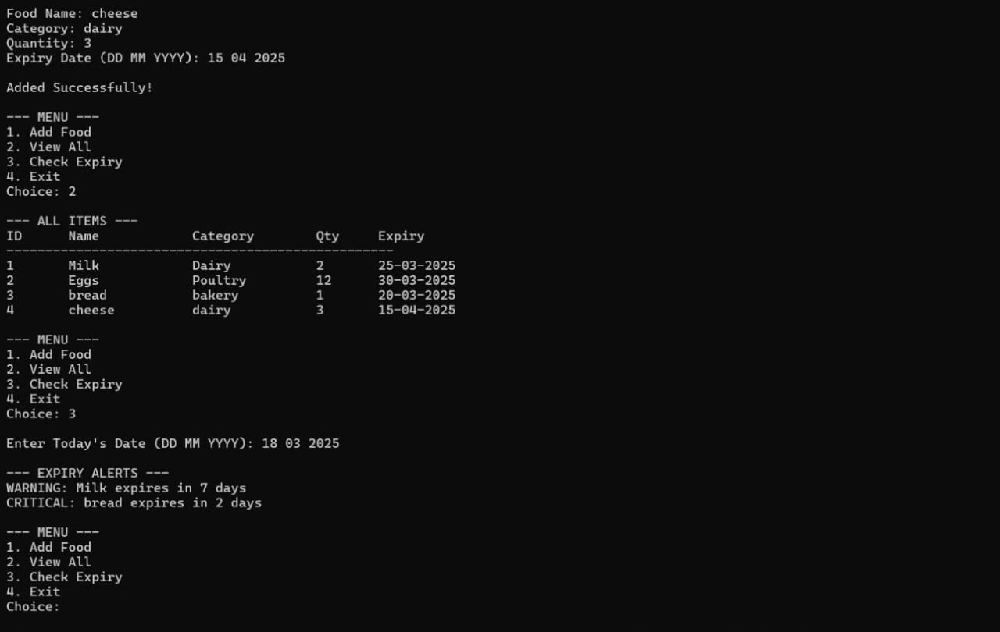 Food Name: cheese
Category: dairy
Quantity: 3
Expiry Date (DD MM YYYY): 15 04 2025
Added Successfully!
--- MENU ---
1. Add Food
2. View All
3. Check Expiry
4. Exit
Choice: 2
--- ALL ITEMS ---
ID Name Category Qty Expiry
--------------------------------------------------
1 Milk Dairy 2 25-03-2025
2 Eggs Poultry 12 30-03-2025
3 bread bakery 1 20-03-2025
4 cheese dairy 3 15-04-2025
--- MENU ---
1. Add Food
2. View All
3. Check Expiry
4. Exit
Choice: 3
Enter Today's Date (DD MM YYYY): 18 03 2025
--- EXPIRY ALERTS ---
WARNING: Milk expires in 7 days
CRITICAL: bread expires in 2 days
--- MENU ---
1. Add Food
2. View All
3. Check Expiry
4. Exit
Choice: